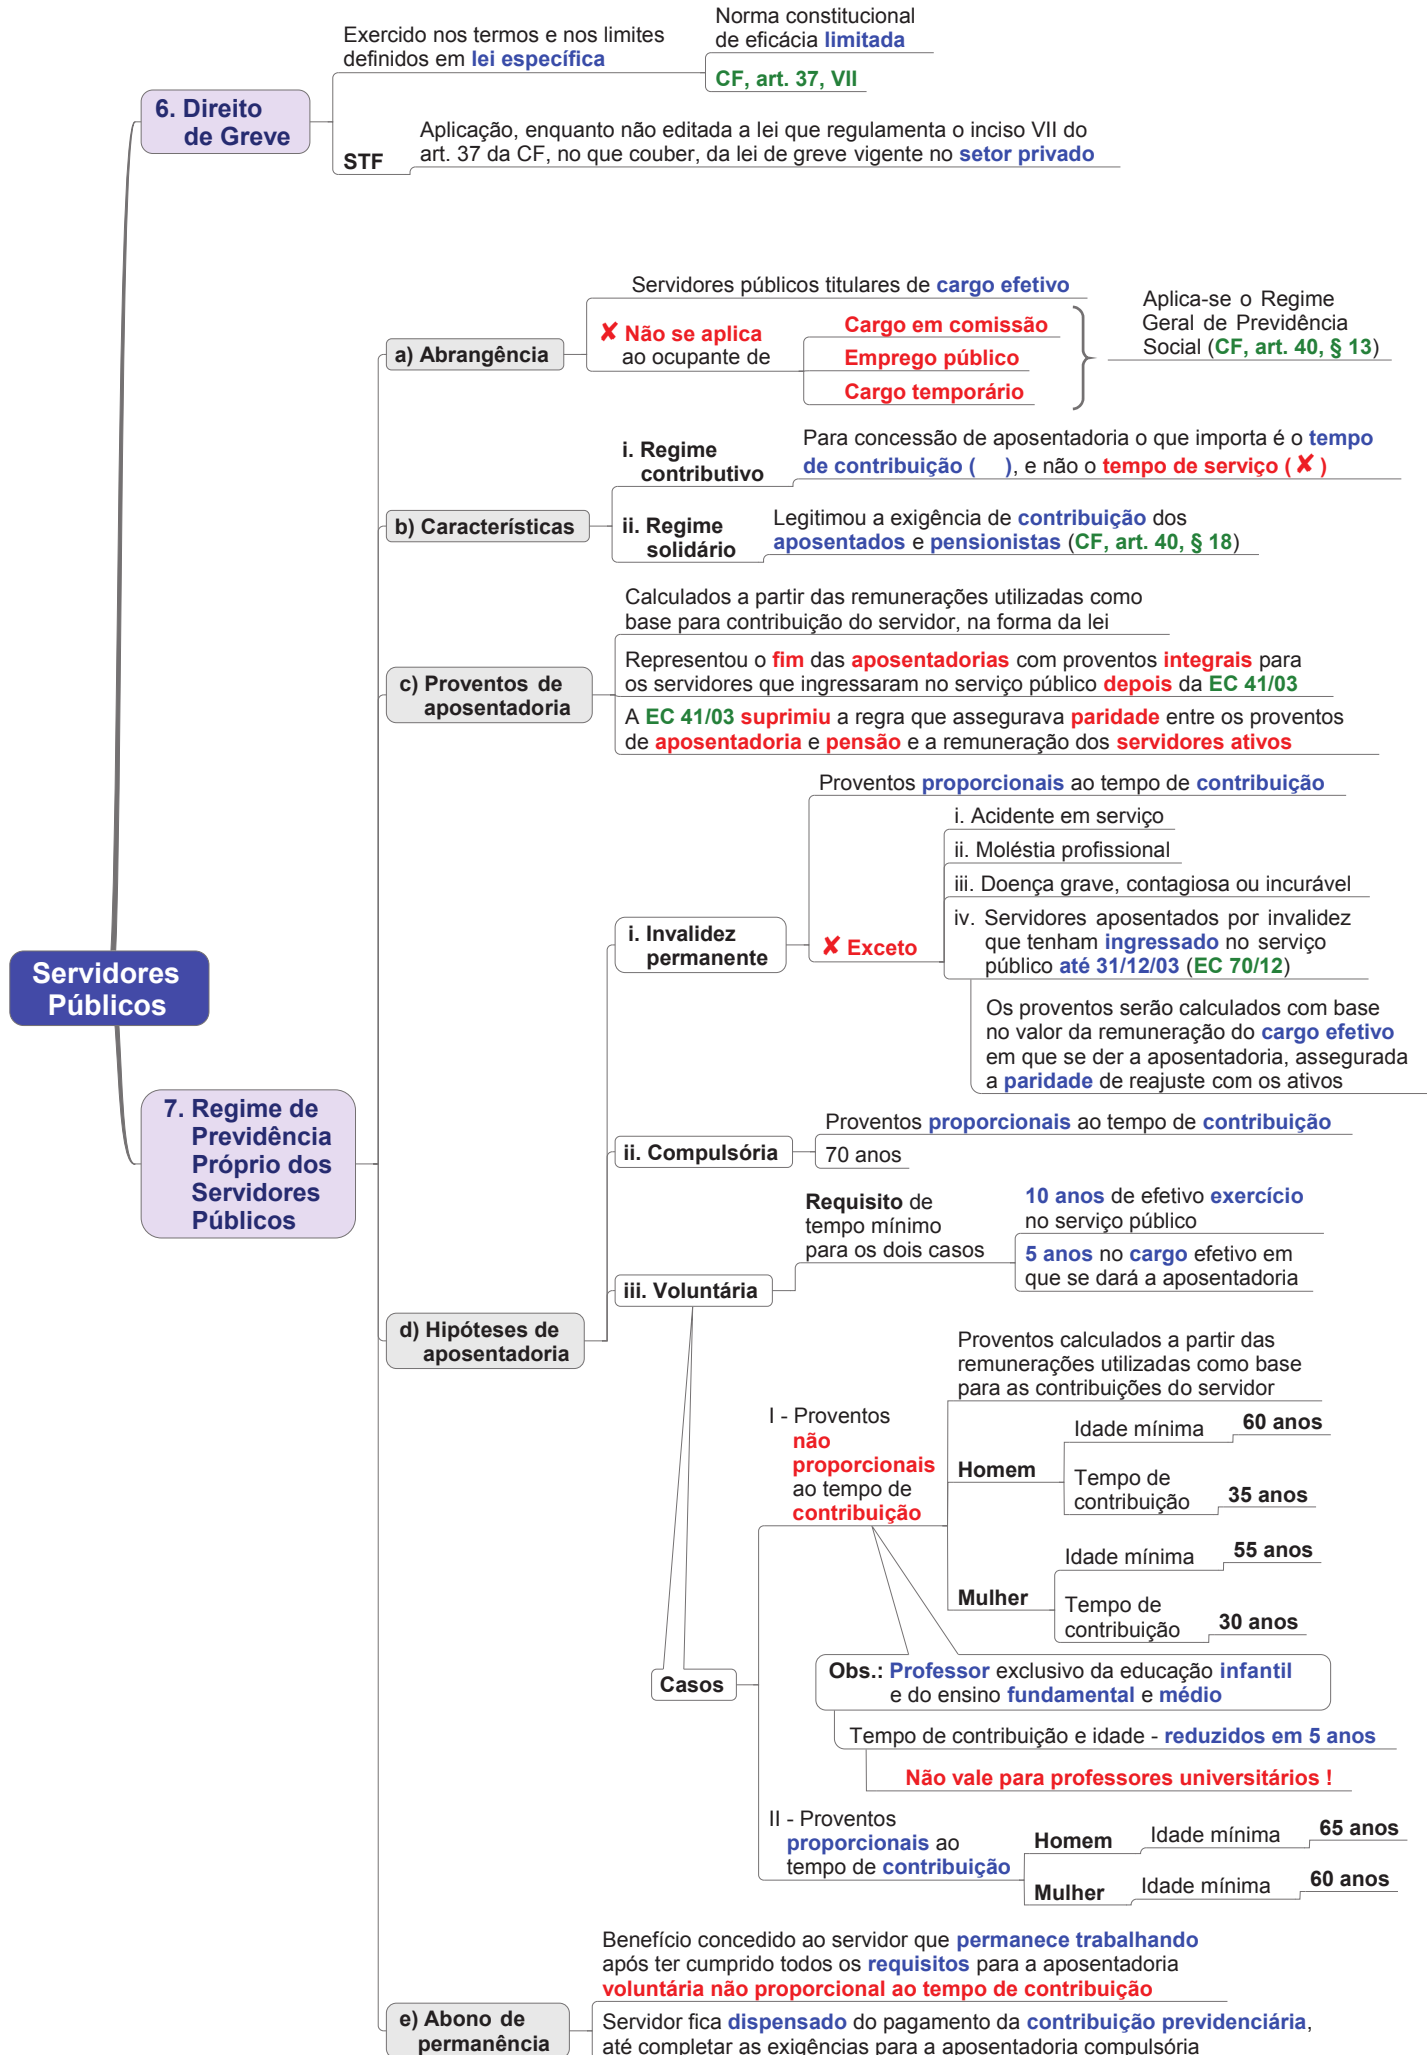 Servidores
Públicos
6. Direito
de Greve
Exercido nos termos e nos limites
definidos em lei específica
Norma constitucional
de eficácia limitada
CF, art. 37, VII
STF
Aplicação, enquanto não editada a lei que regulamenta o inciso VII do
art. 37 da CF, no que couber, da lei de greve vigente no setor privado
7. Regime de
Previdência
Próprio dos
Servidores
Públicos
a) Abrangência
Servidores públicos titulares de cargo efetivo
✘ Não se aplica
ao ocupante de
Cargo em comissão
Emprego público
Cargo temporário
Aplica-se o Regime
Geral de Previdência
Social (CF, art. 40, § 13)
b) Características
i. Regime
contributivo
Para concessão de aposentadoria o que importa é o tempo
de contribuição ( ), e não o tempo de serviço ( ✘ )
ii. Regime
solidário
Legitimou a exigência de contribuição dos
aposentados e pensionistas (CF, art. 40, § 18)
c) Proventos de
aposentadoria
Calculados a partir das remunerações utilizadas como
base para contribuição do servidor, na forma da lei
Representou o fim das aposentadorias com proventos integrais para
os servidores que ingressaram no serviço público depois da EC 41/03
A EC 41/03 suprimiu a regra que assegurava paridade entre os proventos
de aposentadoria e pensão e a remuneração dos servidores ativos
d) Hipóteses de
aposentadoria
i. Invalidez
permanente
Proventos proporcionais ao tempo de contribuição
✘ Exceto
i. Acidente em serviço
ii. Moléstia profissional
iii. Doença grave, contagiosa ou incurável
iv. Servidores aposentados por invalidez
que tenham ingressado no serviço
público até 31/12/03 (EC 70/12)
Os proventos serão calculados com base
no valor da remuneração do cargo efetivo
em que se der a aposentadoria, assegurada
a paridade de reajuste com os ativos
ii. Compulsória
Proventos proporcionais ao tempo de contribuição
70 anos
iii. Voluntária
Requisito de
tempo mínimo
para os dois casos
10 anos de efetivo exercício
no serviço público
5 anos no cargo efetivo em
que se dará a aposentadoria
Casos
I - Proventos
não
proporcionais
ao tempo de
contribuição
Proventos calculados a partir das
remunerações utilizadas como base
para as contribuições do servidor
Homem
Idade mínima
60 anos
Tempo de
contribuição
35 anos
Mulher
Idade mínima
55 anos
Tempo de
contribuição
30 anos
Obs.: Professor exclusivo da educação infantil
e do ensino fundamental e médio
Tempo de contribuição e idade - reduzidos em 5 anos
Não vale para professores universitários !
II - Proventos
proporcionais ao
tempo de contribuição
Homem
Idade mínima
65 anos
Mulher
Idade mínima
60 anos
e) Abono de
permanência
Benefício concedido ao servidor que permanece trabalhando
após ter cumprido todos os requisitos para a aposentadoria
voluntária não proporcional ao tempo de contribuição
Servidor fica dispensado do pagamento da contribuição previdenciária,
até completar as exigências para a aposentadoria compulsória